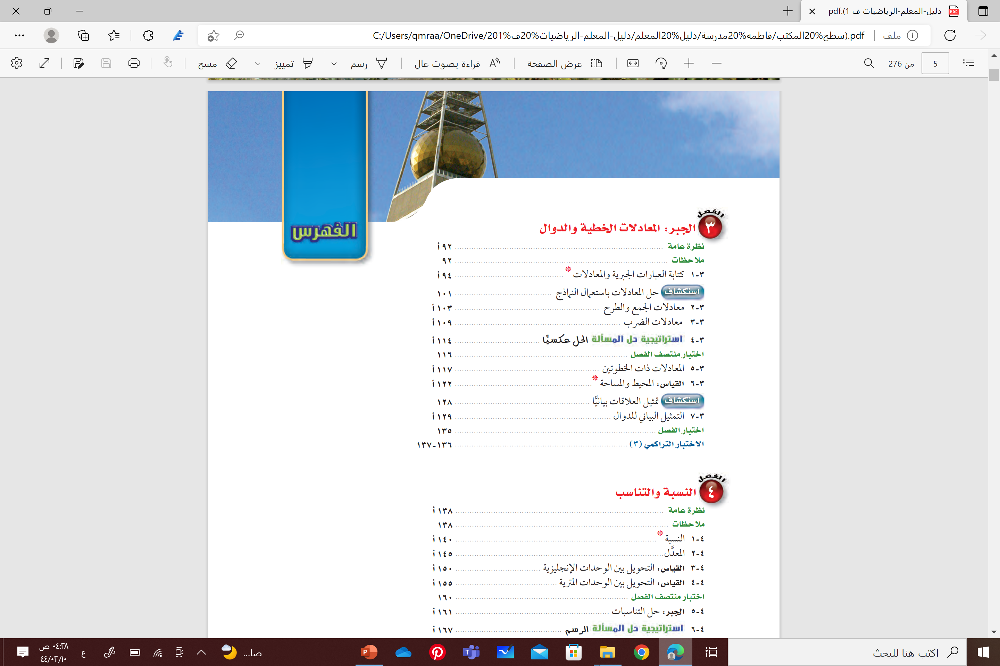 دليل-المعلم-الرياضيات ف 1).pdf
ملف
C:/Users/qmraa/OneDrive/سطح%20المكتب/فاطمه%20مدرسة/دليل%20المعلم/دليل-المعلم-الرياضيات%20ف%201).pdf
5 من 276
عرض الصفحة
قراءة بصوت عالٍ
رسم
تمييز
مسح
الفهرس
الفصل ٣ الجبر: المعادلات الخطية والدوال
نظرة عامة ٩٢أ
ملاحظات ٩٢
٣-١ كتابة العبارات الجبرية والمعادلات * ٩٤أ
استكشاف حل المعادلات باستعمال النماذج ١٠١
٣-٢ معادلات الجمع والطرح ١٠٣أ
٣-٣ معادلات الضرب ١٠٩أ
٣-٤ استراتيجية حل المسألة الحل عكسيًّا ١١٤أ
اختبار منتصف الفصل ١١٦
٣-٥ المعادلات ذات الخطوتين ١١٧أ
٣-٦ القياس: المحيط والمساحة * ١٢٢أ
استكشاف تمثيل العلاقات بيانيًّا ١٢٨
٣-٧ التمثيل البياني للدوال ١٢٩أ
اختبار الفصل ١٣٥
الاختبار التراكمي (٣) ١٣٦-١٣٧
الفصل ٤ النسبة والتناسب
نظرة عامة ١٣٨أ
ملاحظات ١٣٨
٤-١ النسبة * ١٤٠أ
٤-٢ المعدَّل ١٤٥أ
٤-٣ القياس: التحويل بين الوحدات الإنجليزية ١٥٠أ
٤-٤ القياس: التحويل بين الوحدات المترية ١٥٥أ
اختبار منتصف الفصل ١٦٠
٤-٥ الجبر: حل التناسبات ١٦١أ
٤-٦ استراتيجية حل المسألة الرسم ١٦٧أ
اكتب هنا للبحث
صا...
ع
٠٤:٢٨ ص
٤٤/٠٢/١٠